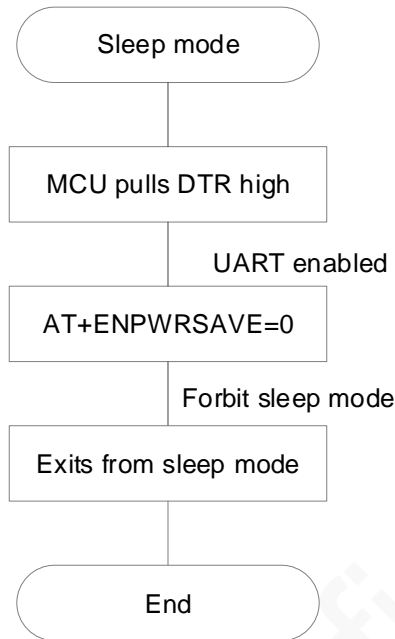 Sleep mode
MCU pulls DTR high
UART enabled
AT+ENPWRSAVE=0
Forbit sleep mode
Exits from sleep mode
End